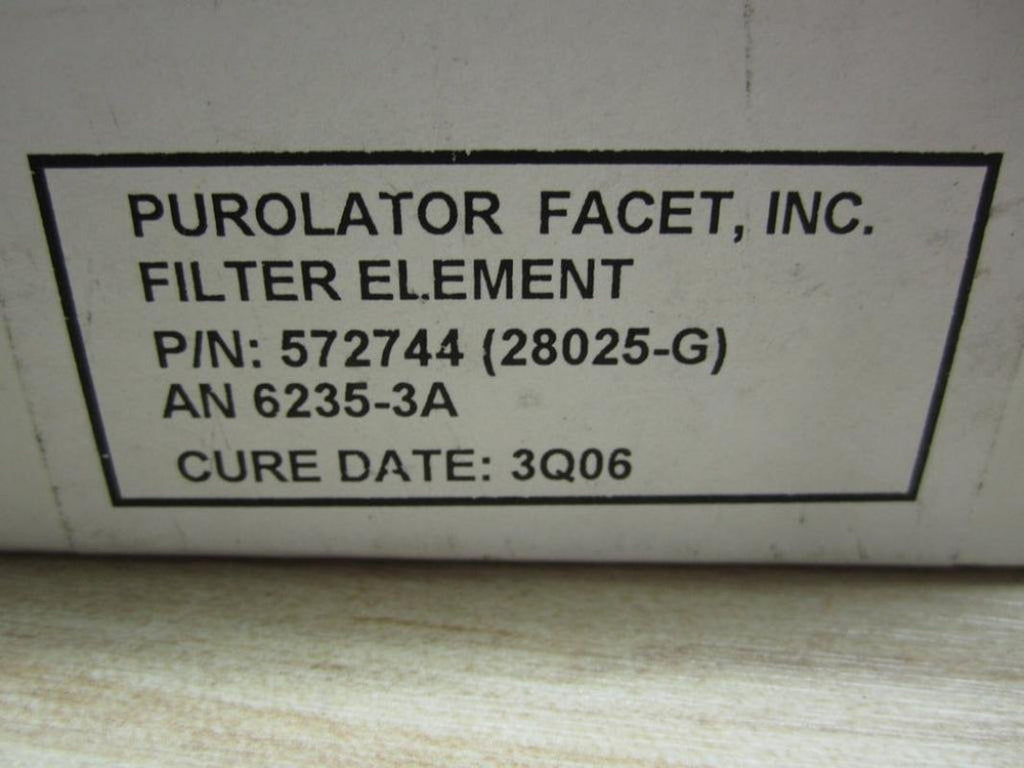 PUROLATOR FACET, INC.
FILTER ELEMENT
P/N: 572744 (28025-G)
AN 6235-3A
CURE DATE: 3Q06